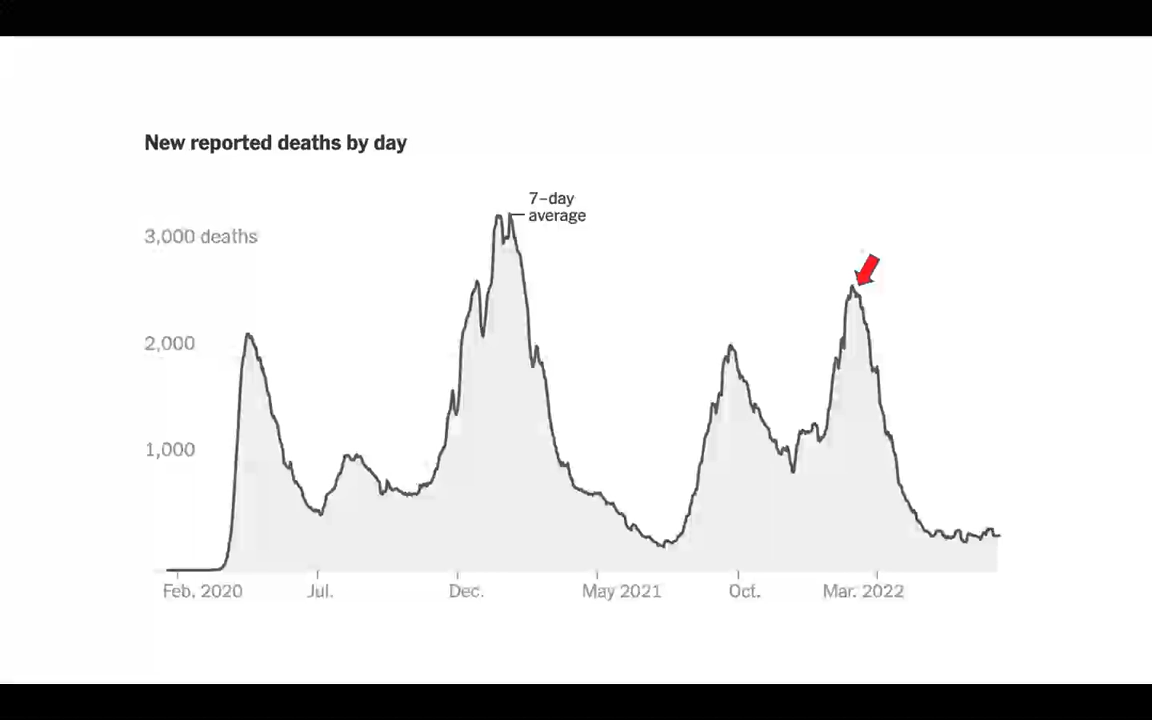 New reported deaths by day
7–day
average
3,000 deaths
2,000
1,000
Feb. 2020 Jul. Dec. May 2021 Oct. Mar. 2022